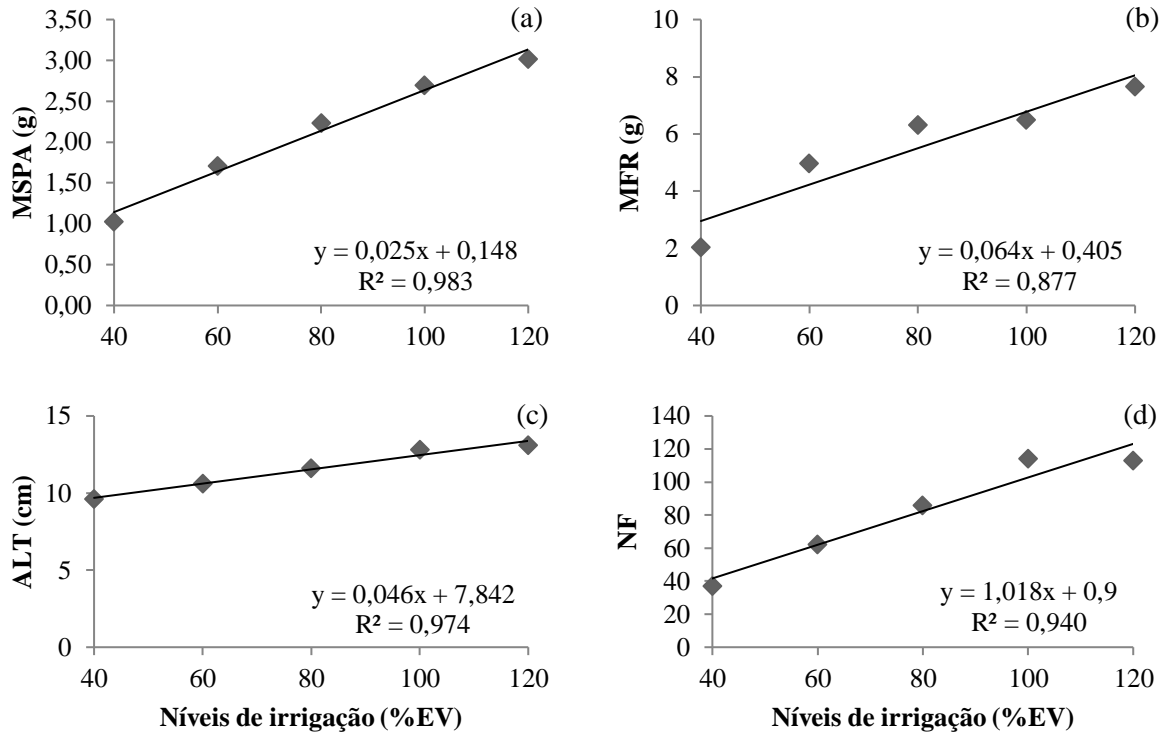 (a)
MSPA (g)
3,50
3,00
2,50
2,00
1,50
1,00
0,50
0,00
y = 0,025x + 0,148
R² = 0,983
40 60 80 100 120
(b)
MFR (g)
10
8
6
4
2
0
y = 0,064x + 0,405
R² = 0,877
40 60 80 100 120
(c)
ALT (cm)
15
10
5
0
y = 0,046x + 7,842
R² = 0,974
40 60 80 100 120
Níveis de irrigação (%EV)
(d)
NF
140
120
100
80
60
40
20
0
y = 1,018x + 0,9
R² = 0,940
40 60 80 100 120
Níveis de irrigação (%EV)